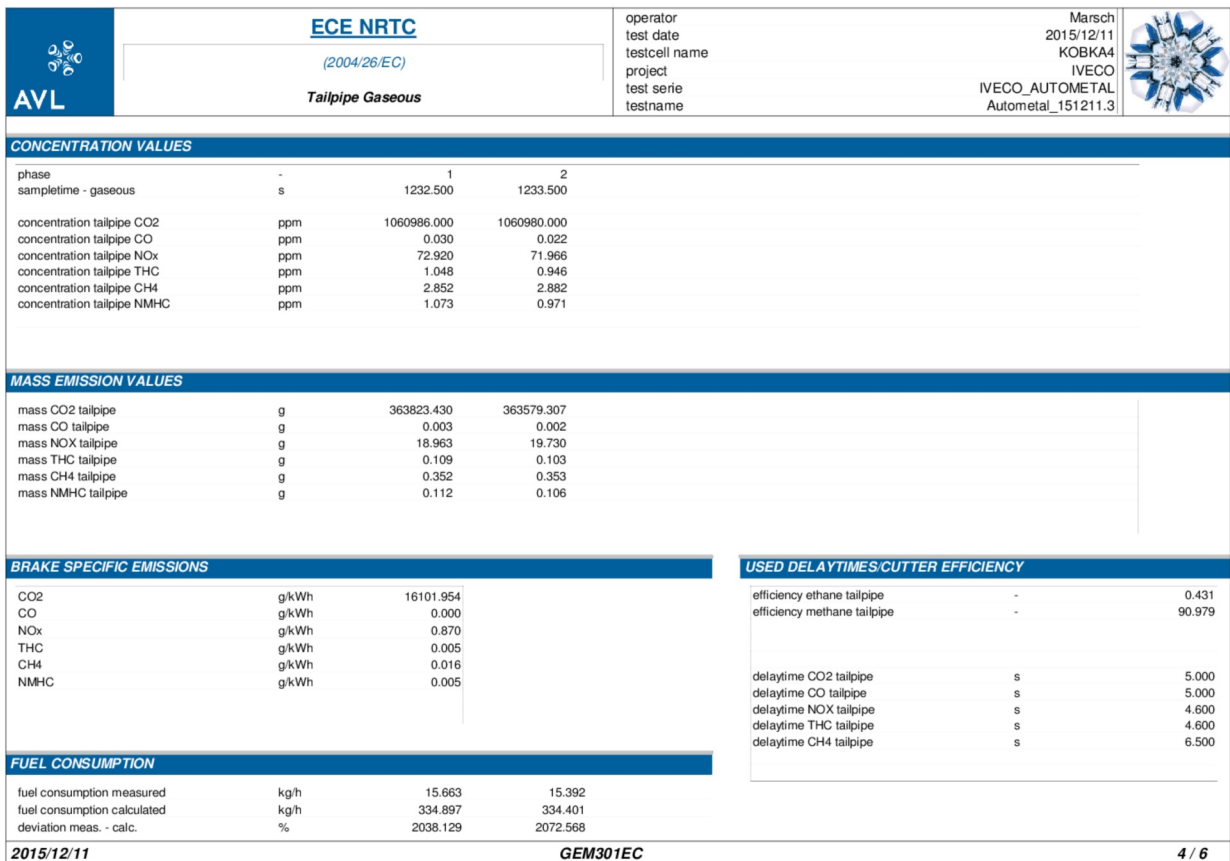 AVL
ECE NRTC
(2004/26/EC)
Tailpipe Gaseous
operator Marsch
test date 2015/12/11
testcell name KOBKA4
project IVECO
test serie IVECO_AUTOMETAL
testname Autometal_151211.3
CONCENTRATION VALUES
phase - 1 2
sampletime - gaseous s 1232.500 1233.500
concentration tailpipe CO2 ppm 1060986.000 1060980.000
concentration tailpipe CO ppm 0.030 0.022
concentration tailpipe NOx ppm 72.920 71.966
concentration tailpipe THC ppm 1.048 0.946
concentration tailpipe CH4 ppm 2.852 2.882
concentration tailpipe NMHC ppm 1.073 0.971
MASS EMISSION VALUES
mass CO2 tailpipe g 363823.430 363579.307
mass CO tailpipe g 0.003 0.002
mass NOX tailpipe g 18.963 19.730
mass THC tailpipe g 0.109 0.103
mass CH4 tailpipe g 0.352 0.353
mass NMHC tailpipe g 0.112 0.106
BRAKE SPECIFIC EMISSIONS
CO2 g/kWh 16101.954
CO g/kWh 0.000
NOx g/kWh 0.870
THC g/kWh 0.005
CH4 g/kWh 0.016
NMHC g/kWh 0.005
USED DELAYTIMES/CUTTER EFFICIENCY
efficiency ethane tailpipe - 0.431
efficiency methane tailpipe - 90.979
delaytime CO2 tailpipe s 5.000
delaytime CO tailpipe s 5.000
delaytime NOX tailpipe s 4.600
delaytime THC tailpipe s 4.600
delaytime CH4 tailpipe s 6.500
FUEL CONSUMPTION
fuel consumption measured kg/h 15.663 15.392
fuel consumption calculated kg/h 334.897 334.401
deviation meas. - calc. % 2038.129 2072.568
2015/12/11 GEM301EC 4 / 6